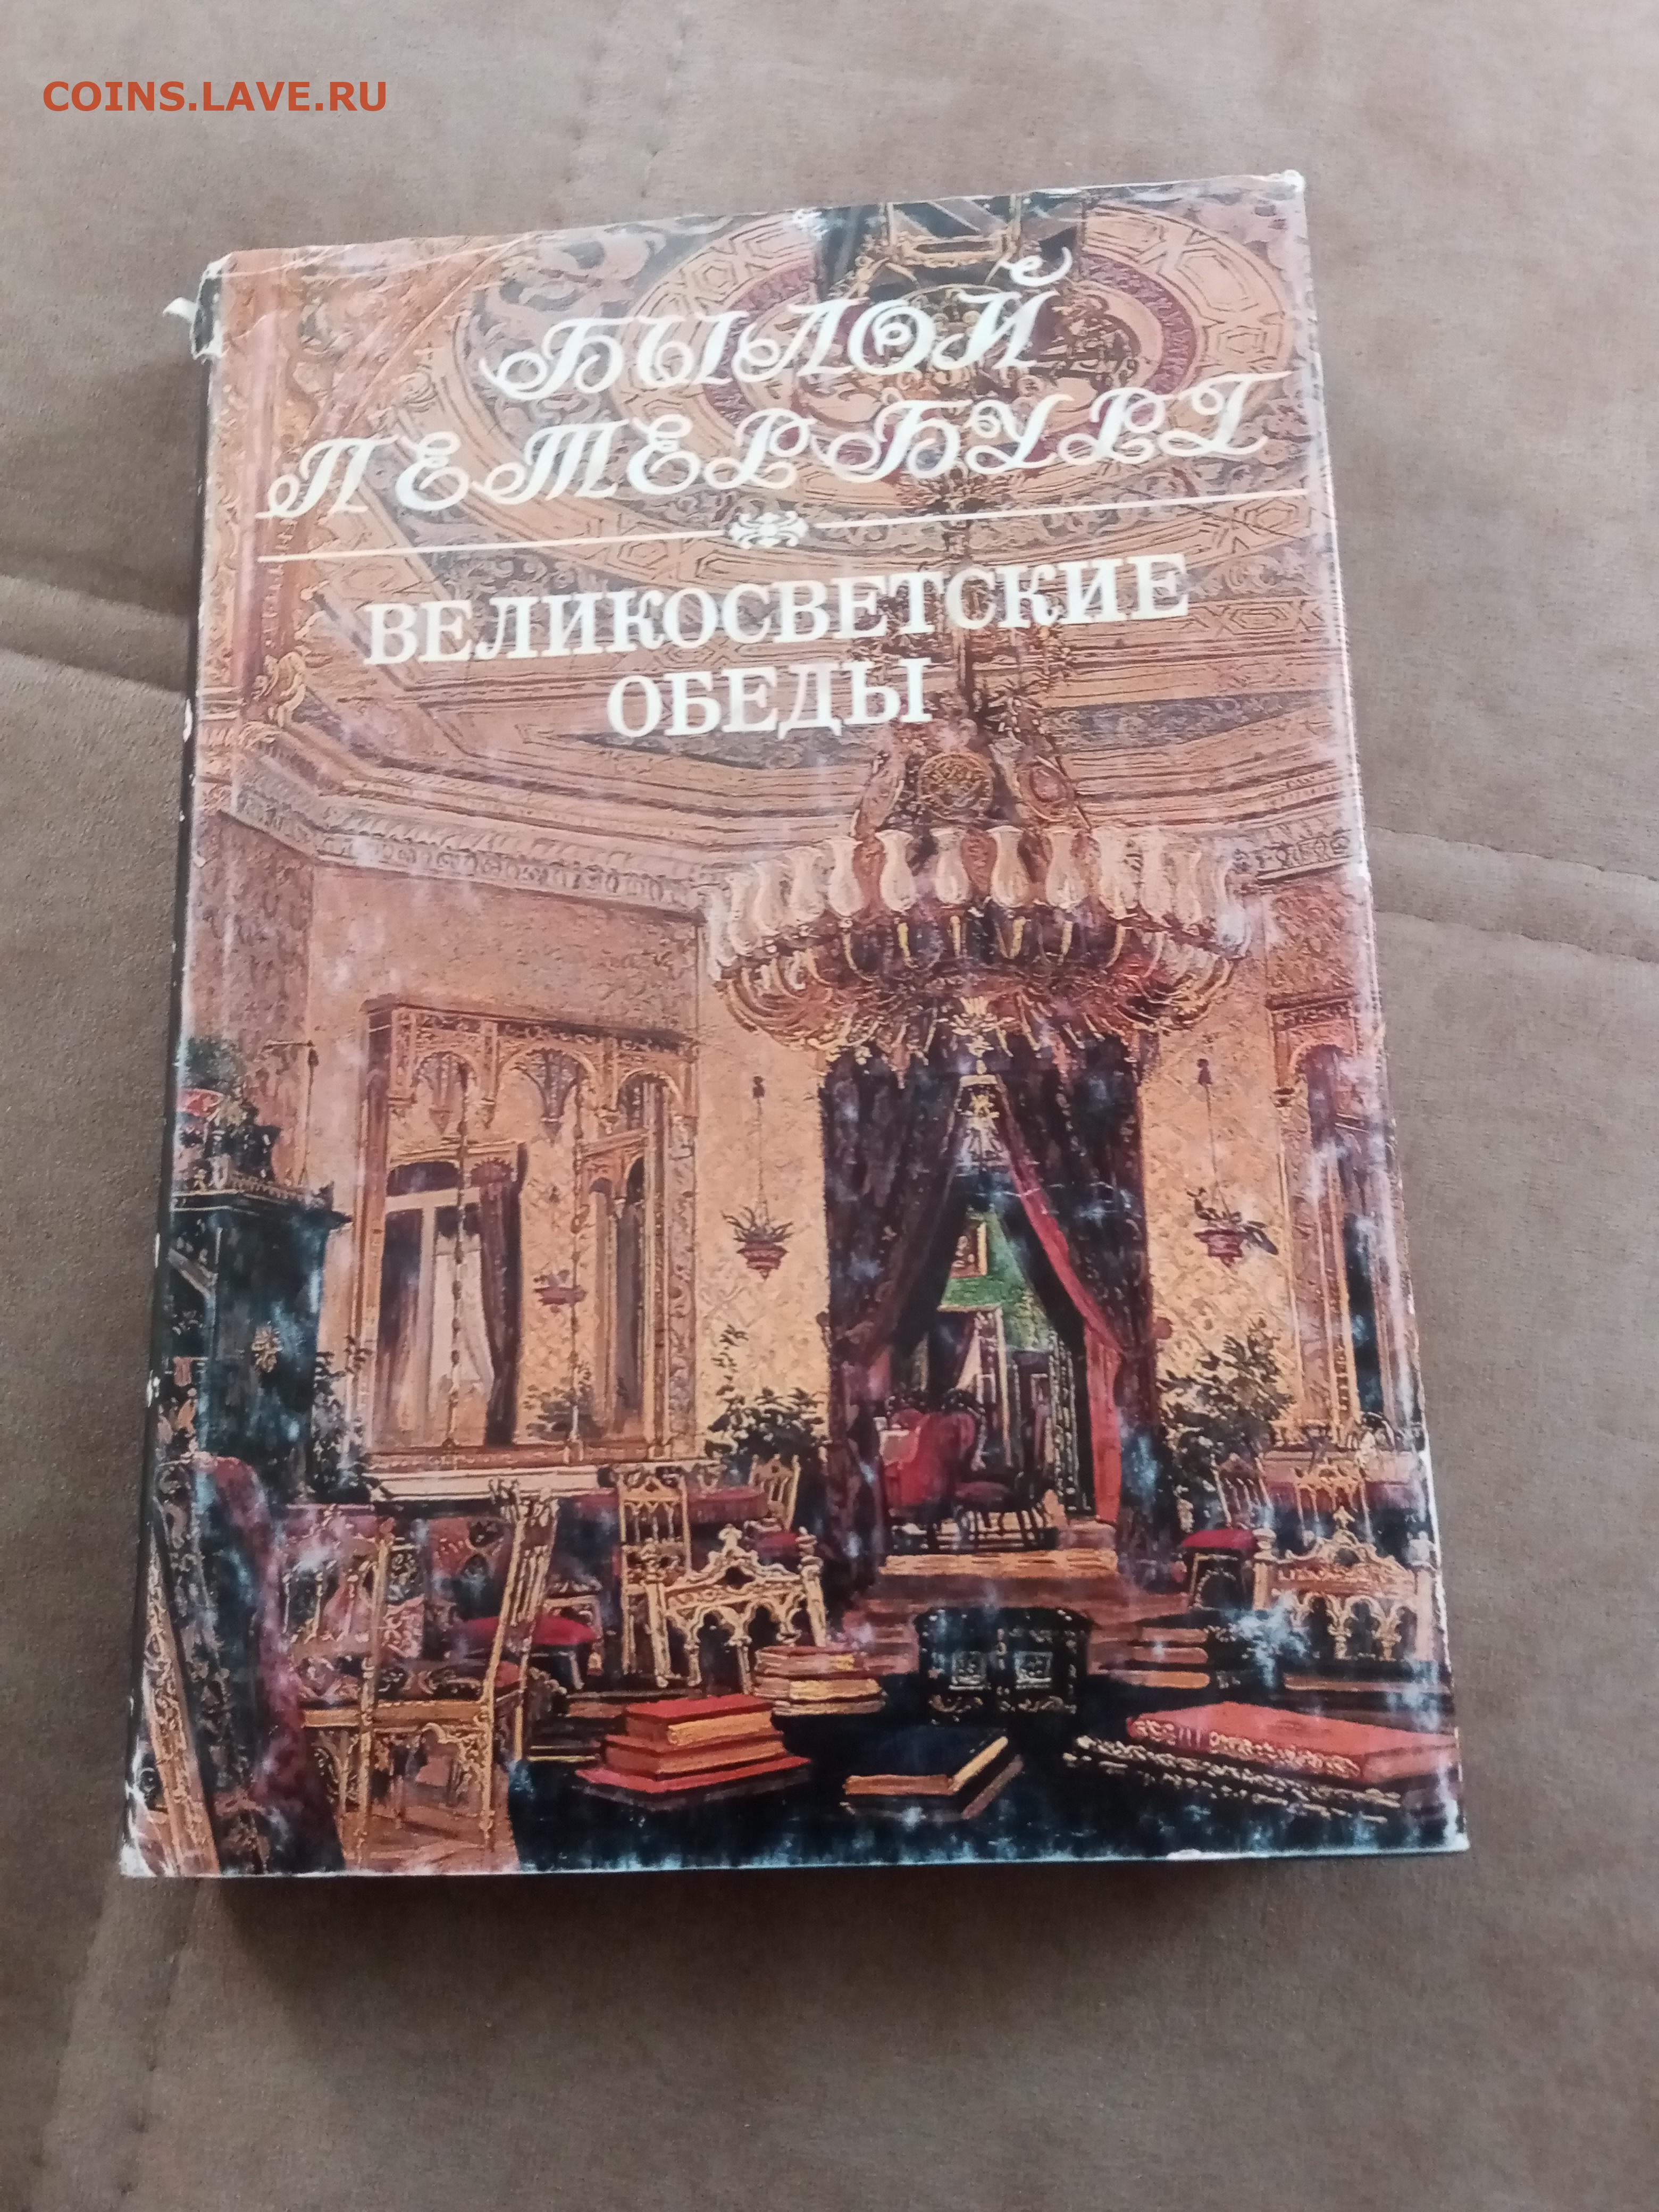 COINS.LAVE.RU
БЫЛОЙ
ПЕТЕРБУРГ
ВЕЛИКОСВЕТСКИЕ
ОБЕДЫ